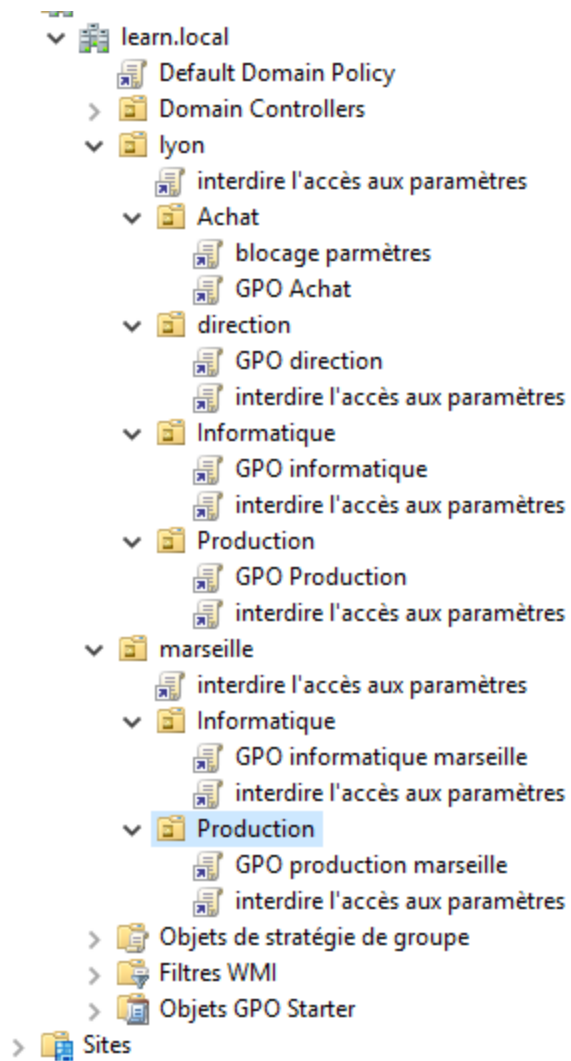 learn.local
Default Domain Policy
Domain Controllers
lyon
interdire l'accès aux paramètres
Achat
blocage parmètres
GPO Achat
direction
GPO direction
interdire l'accès aux paramètres
Informatique
GPO informatique
interdire l'accès aux paramètres
Production
GPO Production
interdire l'accès aux paramètres
marseille
interdire l'accès aux paramètres
Informatique
GPO informatique marseille
interdire l'accès aux paramètres
Production
GPO production marseille
interdire l'accès aux paramètres
Objets de stratégie de groupe
Filtres WMI
Objets GPO Starter
Sites